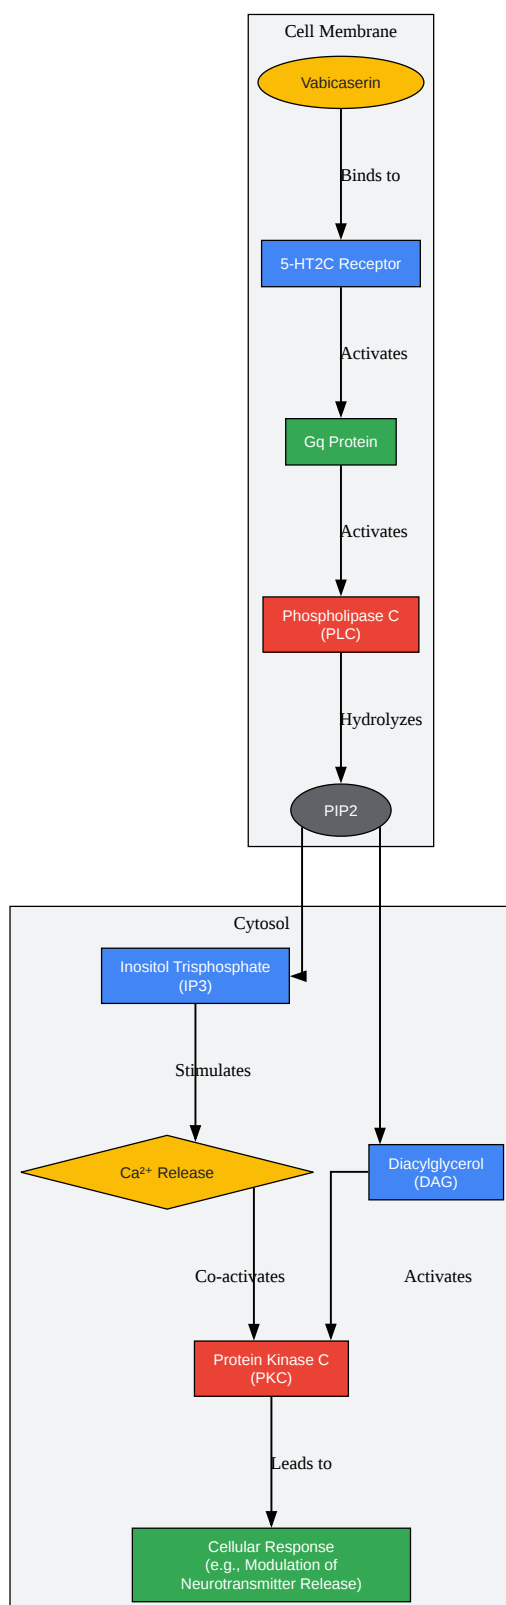 Cell Membrane
Vabicaserin
Binds to
5-HT2C Receptor
Activates
Gq Protein
Activates
Phospholipase C
(PLC)
Hydrolyzes
PIP2
Cytosol
Inositol Trisphosphate
(IP3)
Stimulates
Ca²⁺ Release
Diacylglycerol
(DAG)
Co-activates
Activates
Protein Kinase C
(PKC)
Leads to
Cellular Response
(e.g., Modulation of
Neurotransmitter Release)